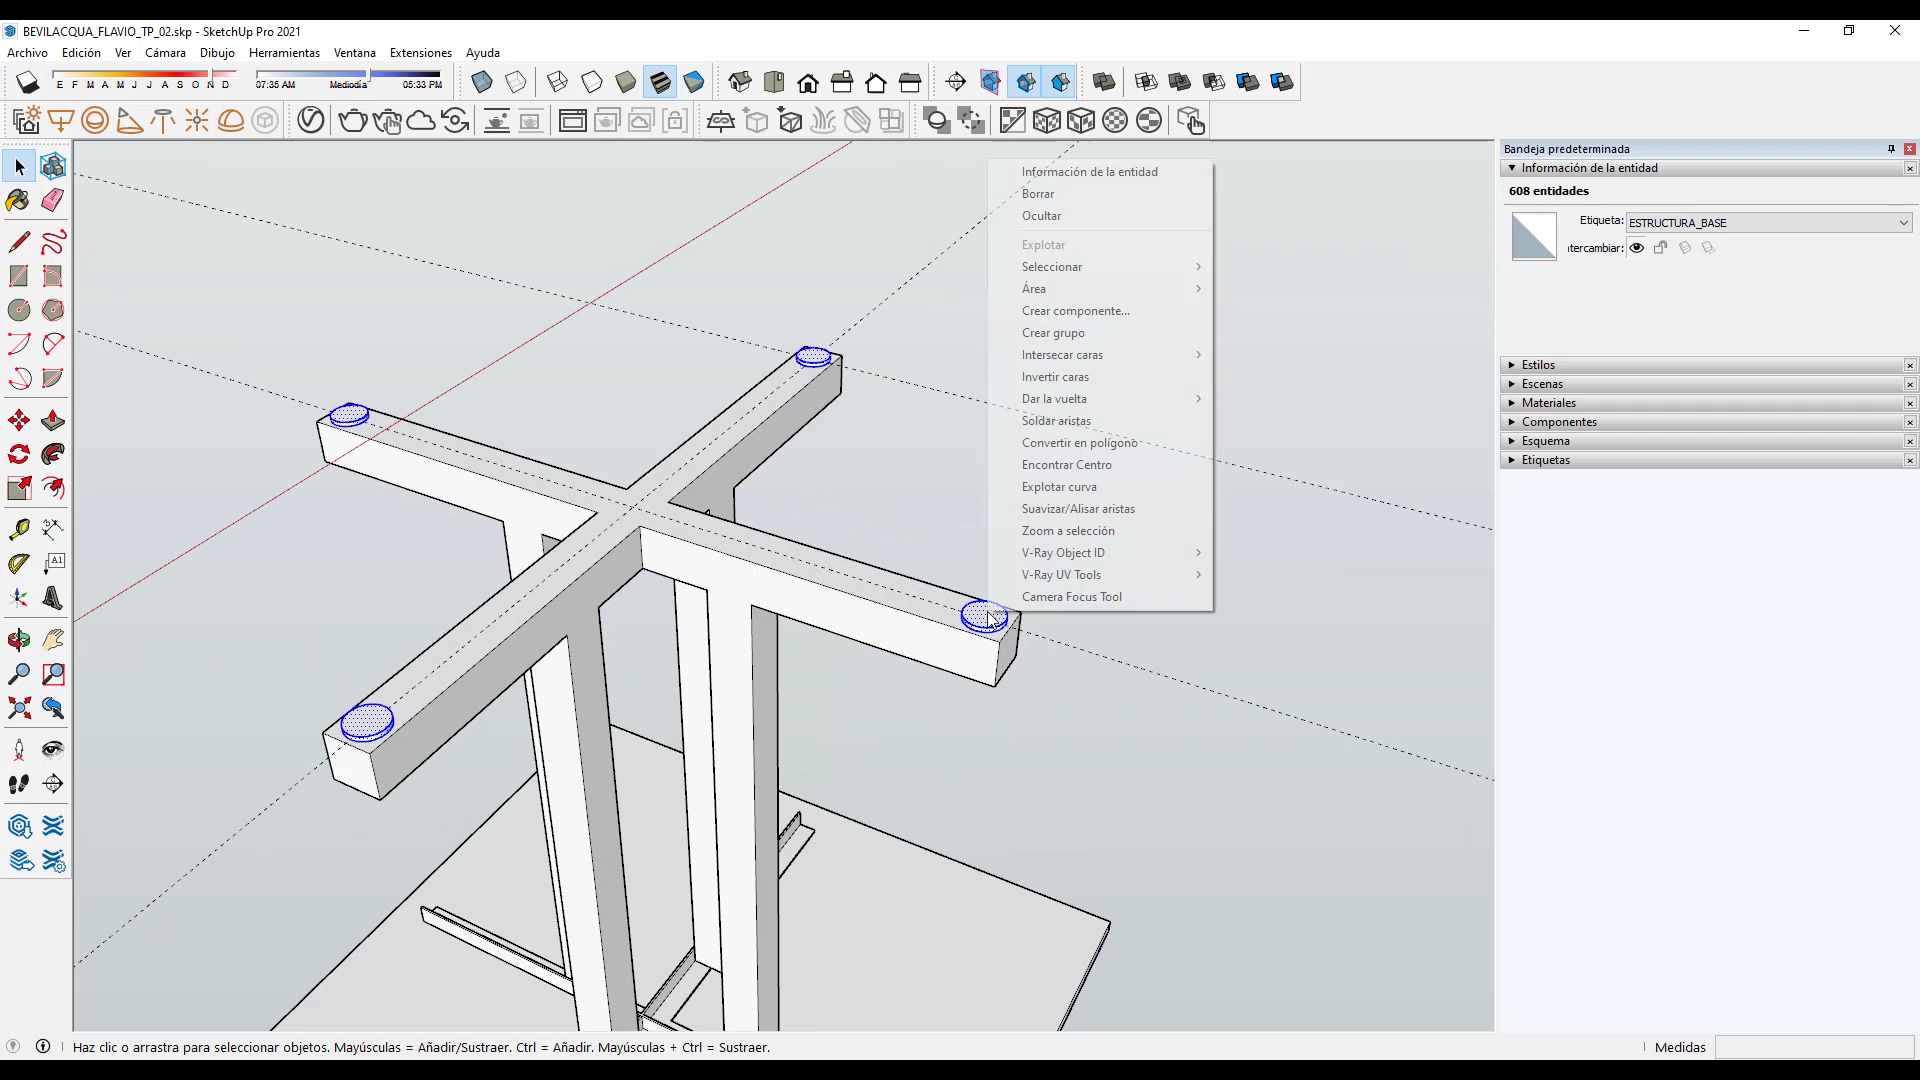 BEVILACQUA_FLAVIO_TP_02.skp - SketchUp Pro 2021
Archivo Edición Ver Cámara Dibujo Herramientas Ventana Extensiones Ayuda
E F M A M J J A S O N D
07:35 AM Mediodía 05:33 PM
Bandeja predeterminada
Información de la entidad
608 entidades
Etiqueta: ESTRUCTURA_BASE
ntercambiar:
Estilos
Escenas
Materiales
Componentes
Esquema
Etiquetas
Información de la entidad
Borrar
Ocultar
Explotar
Seleccionar
Área
Crear componente...
Crear grupo
Intersecar caras
Invertir caras
Dar la vuelta
Soldar aristas
Convertir en polígono
Encontrar Centro
Explotar curva
Suavizar/Alisar aristas
Zoom a selección
V-Ray Object ID
V-Ray UV Tools
Camera Focus Tool
A1
Haz clic o arrastra para seleccionar objetos. Mayúsculas = Añadir/Sustraer. Ctrl = Añadir. Mayúsculas + Ctrl = Sustraer.
Medidas